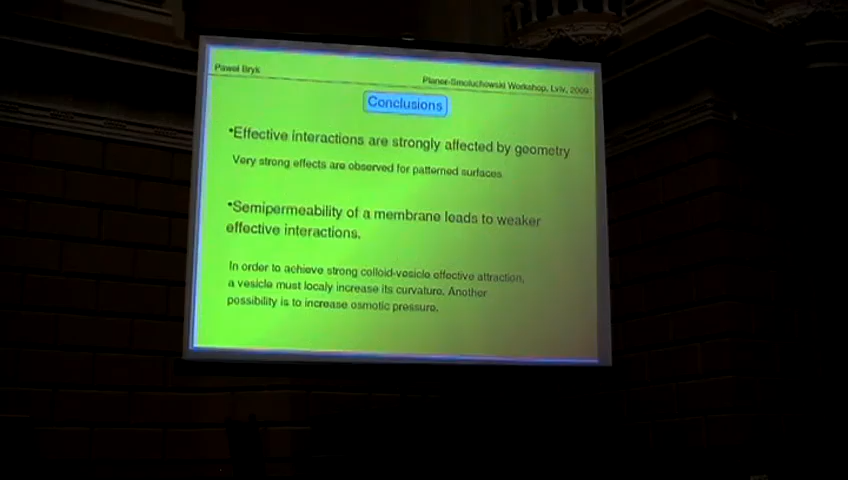 Paweł Bryk
Planer-Smoluchowski Workshop, Lviv, 2009
Conclusions
•Effective interactions are strongly affected by geometry
Very strong effects are observed for patterned surfaces
•Semipermeability of a membrane leads to weaker
effective interactions.
In order to achieve strong colloid-vesicle effective attraction,
a vesicle must localy increase its curvature. Another
possibility is to increase osmotic pressure.